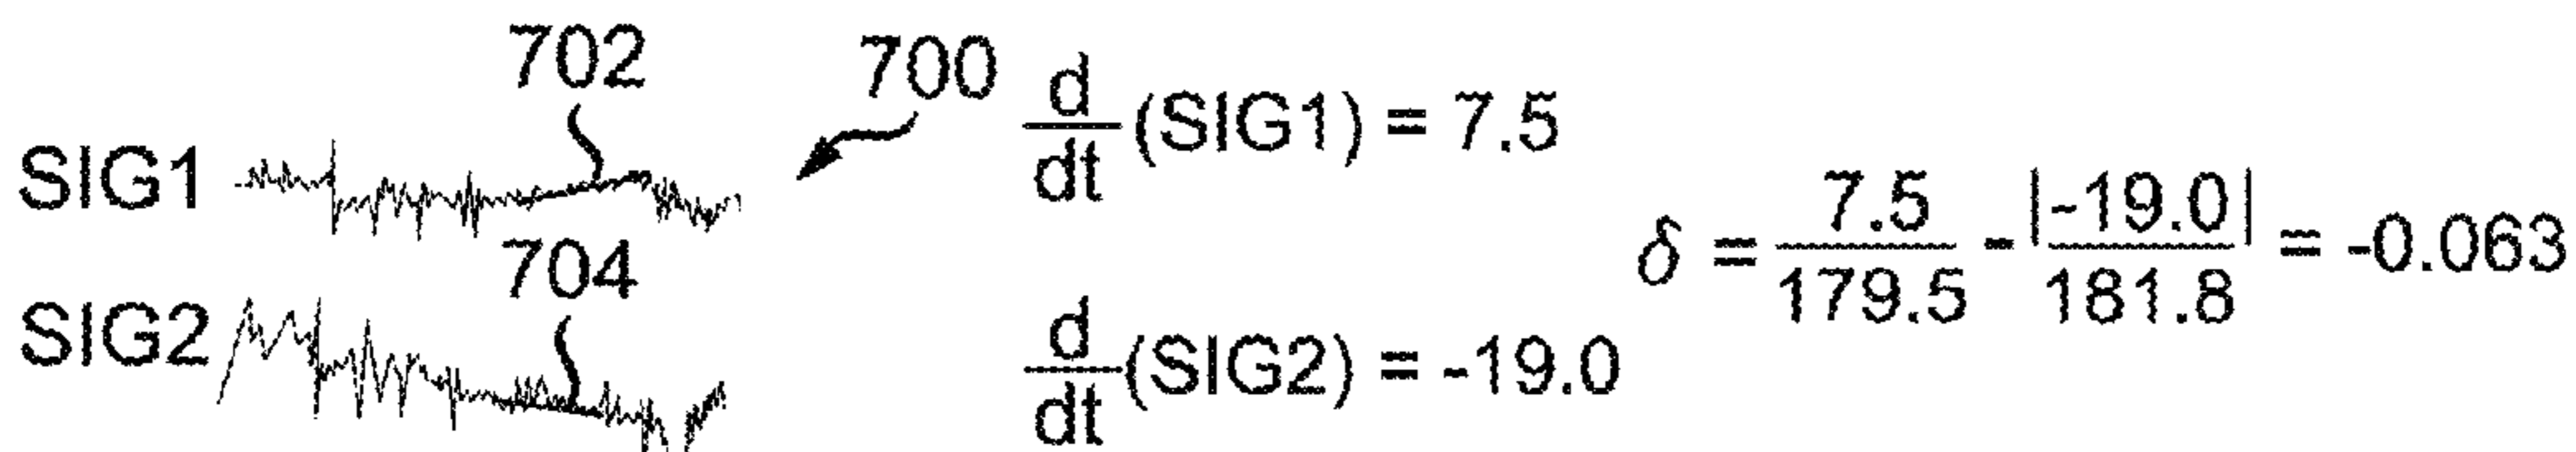 702
700
SIG1
d/dt (SIG1) = 7.5
δ = 7.5/179.5 - |-19.0|/181.8 = -0.063
704
SIG2
d/dt (SIG2) = -19.0